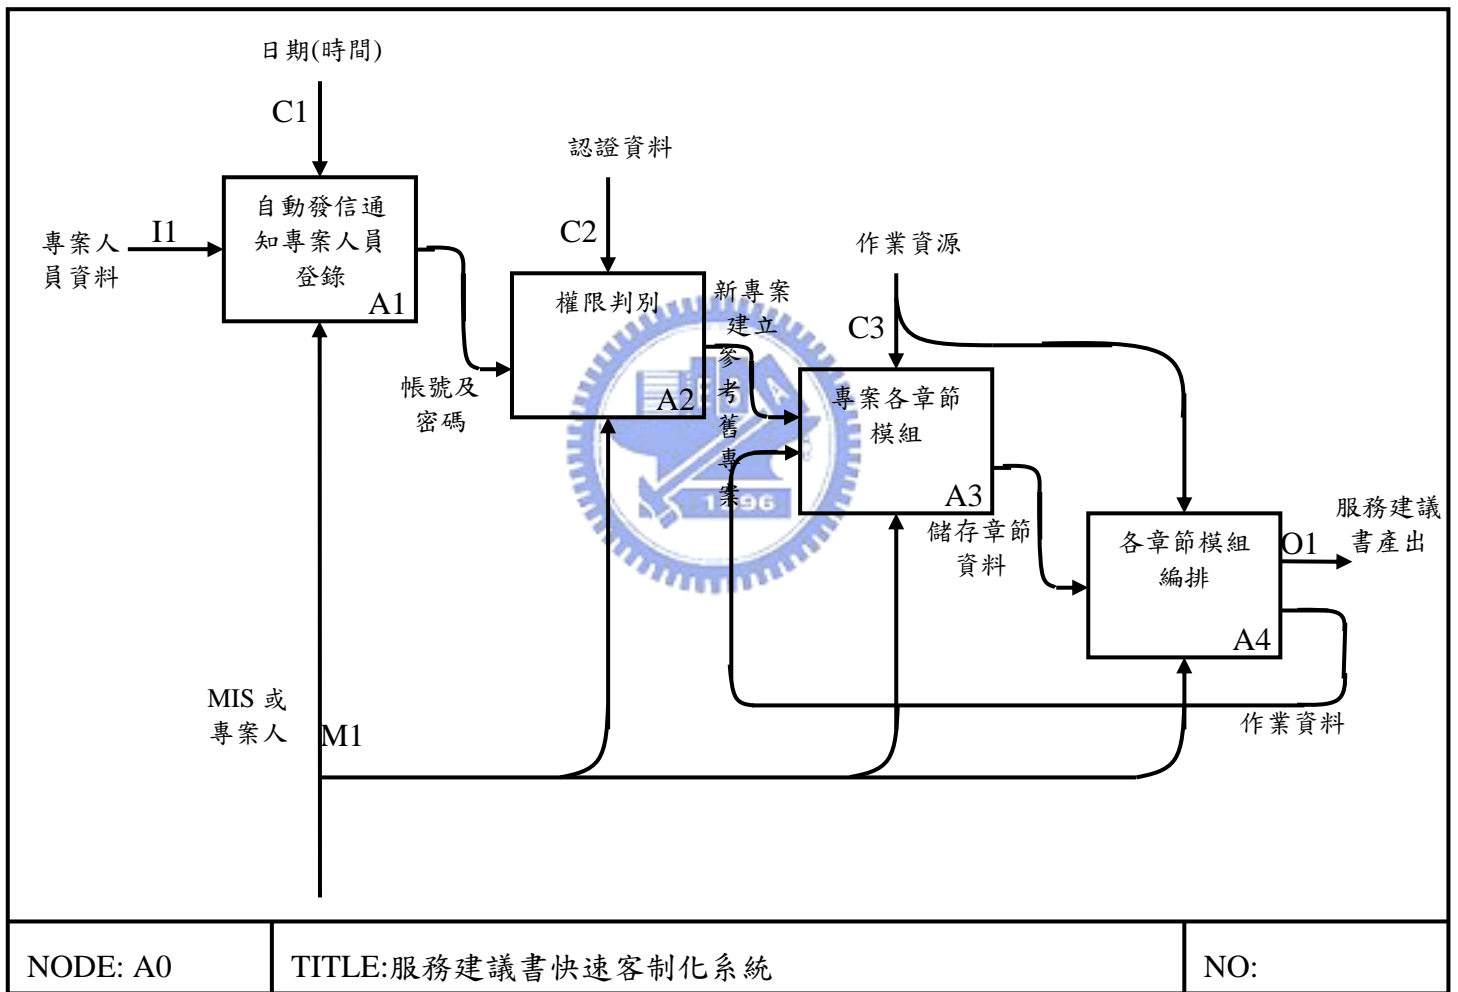 日期(時間)
C1
認證資料
自動發信通
知專案人員
登錄
A1
專案人
員資料
I1
C2
作業資源
權限判別
A2
新專案
建立
參
考
舊
專
案
C3
帳號及
密碼
專案各章節
模組
A3
1896
儲存章節
資料
各章節模組
編排
A4
O1
服務建議
書產出
MIS 或
專案人
M1
作業資料
NODE: A0
TITLE:服務建議書快速客制化系統
NO: